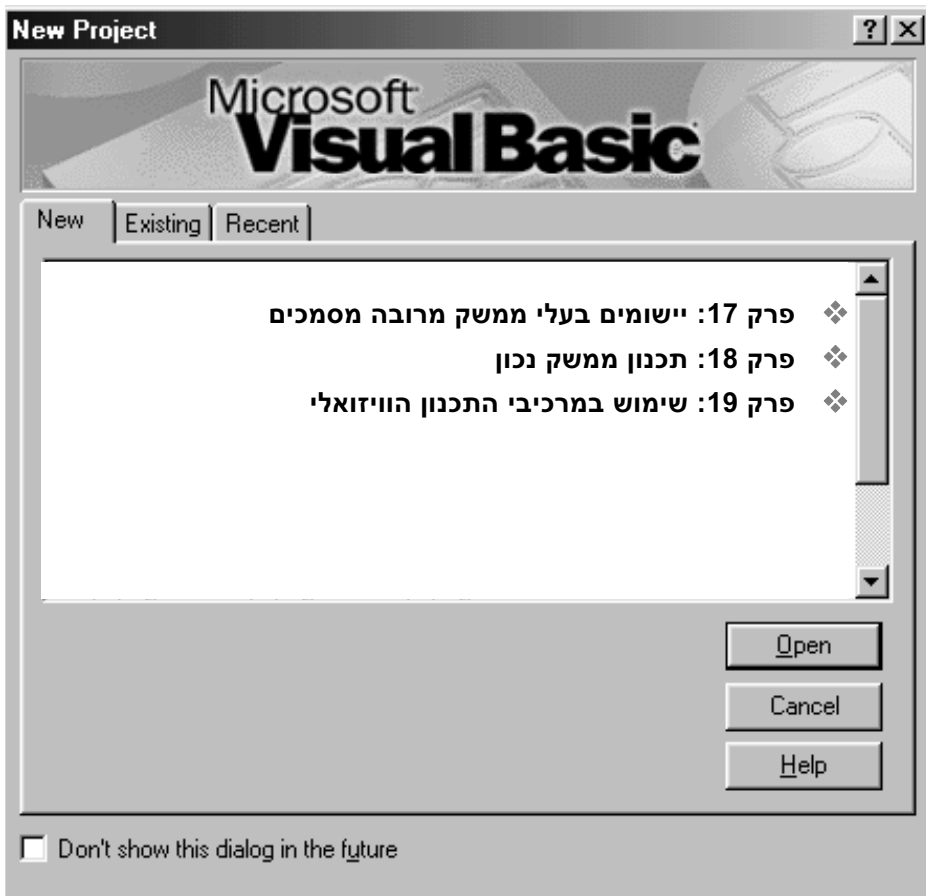 New Project
Microsoft
Visual Basic
New Existing Recent
פרק 17: יישומים בעלי ממשק מרובה מסמכים
פרק 18: תכנון ממשק נכון
פרק 19: שימוש במרכיבי התכנון הוויזואלי
Open
Cancel
Help
Don't show this dialog in the future